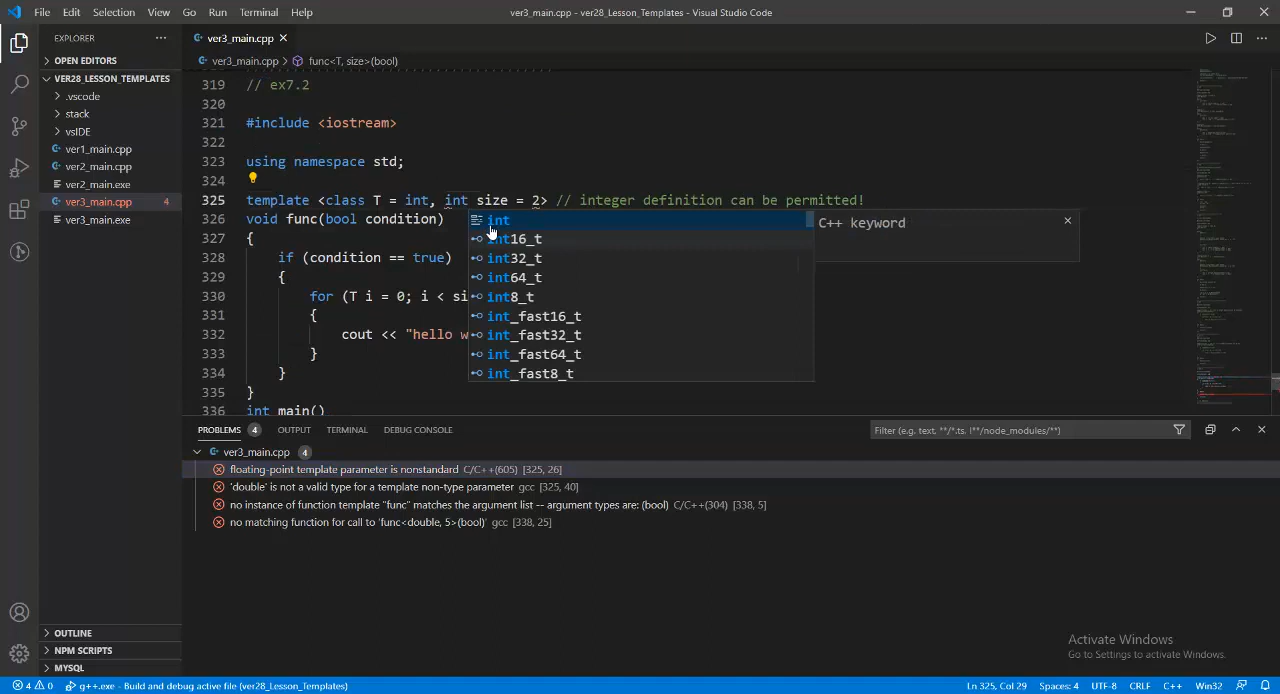 File Edit Selection View Go Run Terminal Help
ver3_main.cpp - ver28_Lesson_Templates - Visual Studio Code
EXPLORER
OPEN EDITORS
VER28_LESSON_TEMPLATES
.vscode
stack
vsIDE
ver1_main.cpp
ver2_main.cpp
ver2_main.exe
ver3_main.cpp 4
ver3_main.exe
OUTLINE
NPM SCRIPTS
MYSQL
ver3_main.cpp
ver3_main.cpp > func<T, size>(bool)
319 // ex7.2
320
321 #include <iostream>
322
323 using namespace std;
324
325 template <class T = int, int size = 2> // integer definition can be permitted!
326 void func(bool condition)
327 {
328 if (condition == true)
329 {
330 for (T i = 0; i < si
331 {
332 cout << "hello w
333 }
334 }
335 }
336 int main()
int
int16_t
int32_t
int64_t
int8_t
int_fast16_t
int_fast32_t
int_fast64_t
int_fast8_t
C++ keyword
PROBLEMS 4 OUTPUT TERMINAL DEBUG CONSOLE
Filter (e.g. text, **/*.ts, !**/node_modules/**)
ver3_main.cpp 4
floating-point template parameter is nonstandard C/C++(605) [325, 26]
'double' is not a valid type for a template non-type parameter gcc [325, 40]
no instance of function template "func" matches the argument list -- argument types are: (bool) C/C++(304) [338, 5]
no matching function for call to 'func<double, 5>(bool)' gcc [338, 25]
Activate Windows
Go to Settings to activate Windows.
4 0 g++.exe - Build and debug active file (ver28_Lesson_Templates)
Ln 325, Col 29 Spaces: 4 UTF-8 CRLF C++ Win32